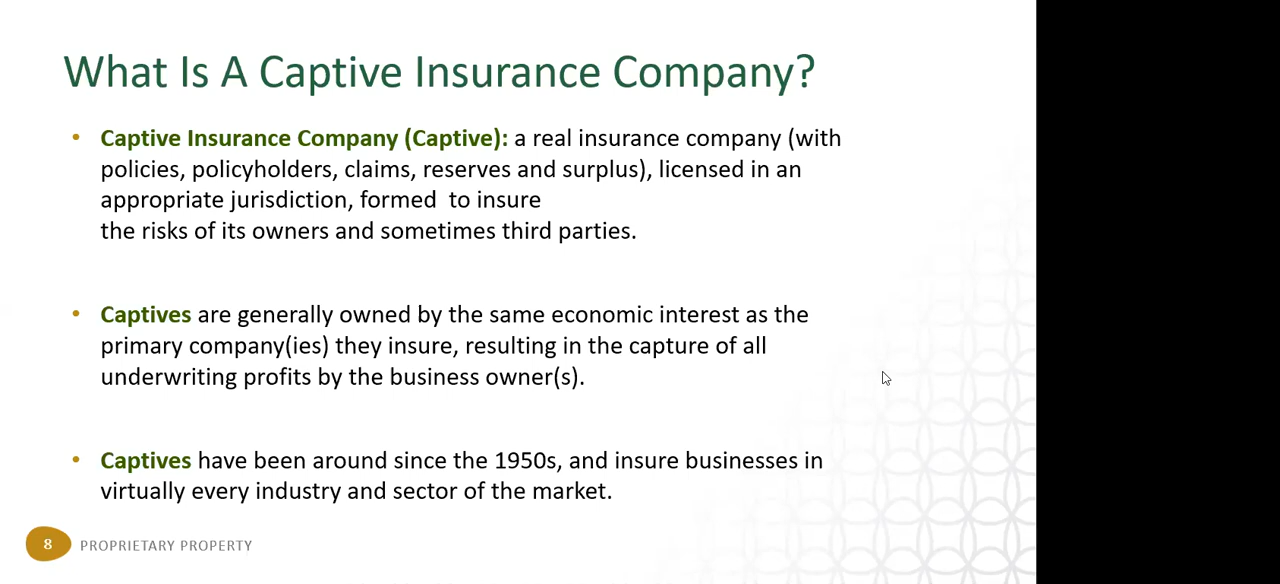 What Is A Captive Insurance Company?
• Captive Insurance Company (Captive): a real insurance company (with
policies, policyholders, claims, reserves and surplus), licensed in an
appropriate jurisdiction, formed  to insure
the risks of its owners and sometimes third parties.
• Captives are generally owned by the same economic interest as the
primary company(ies) they insure, resulting in the capture of all
underwriting profits by the business owner(s).
• Captives have been around since the 1950s, and insure businesses in
virtually every industry and sector of the market.
8 PROPRIETARY PROPERTY